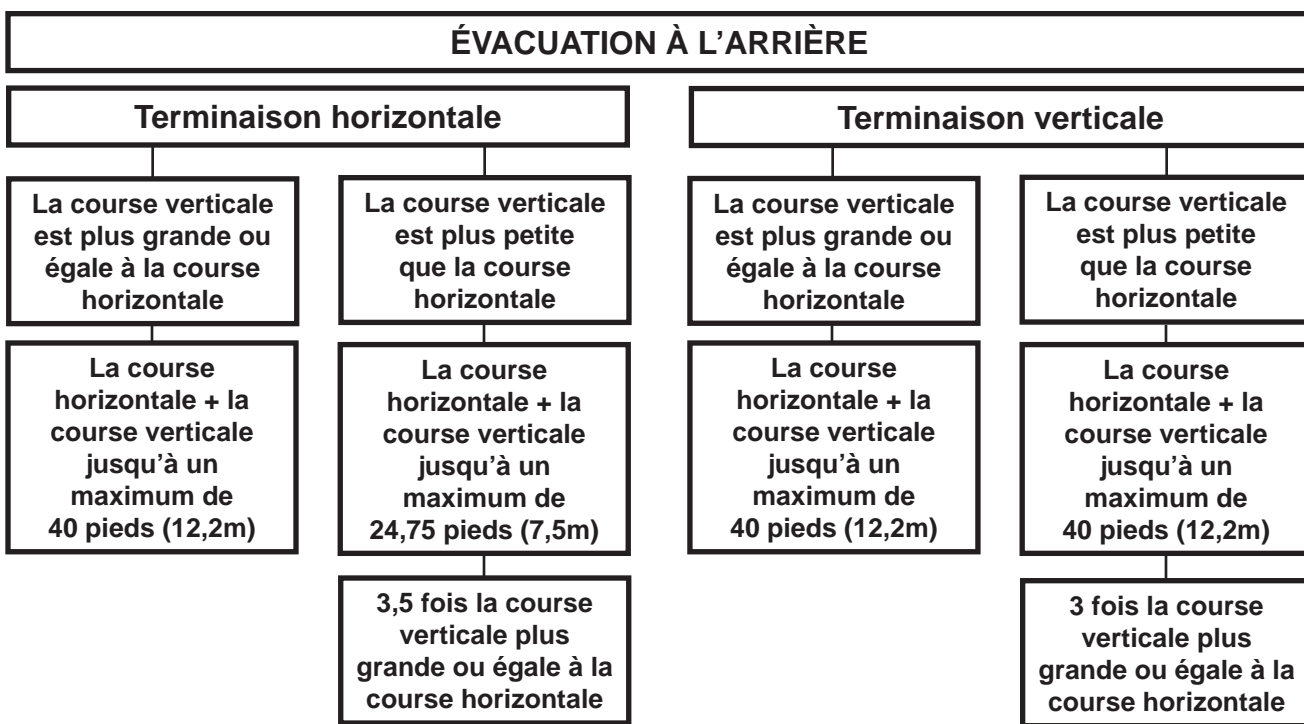 ÉVACUATION À L'ARRIÈRE
Terminaison horizontale
La course verticale
est plus grande ou
égale à la course
horizontale
La course
horizontale + la
course verticale
jusqu'à un
maximum de
40 pieds (12,2m)
La course verticale
est plus petite
que la course
horizontale
La course
horizontale + la
course verticale
jusqu'à un
maximum de
24,75 pieds (7,5m)
3,5 fois la course
verticale plus
grande ou égale à la
course horizontale
Terminaison verticale
La course verticale
est plus grande ou
égale à la course
horizontale
La course
horizontale + la
course verticale
jusqu'à un
maximum de
40 pieds (12,2m)
La course verticale
est plus petite
que la course
horizontale
La course
horizontale + la
course verticale
jusqu'à un
maximum de
40 pieds (12,2m)
3 fois la course
verticale plus
grande ou égale à la
course horizontale